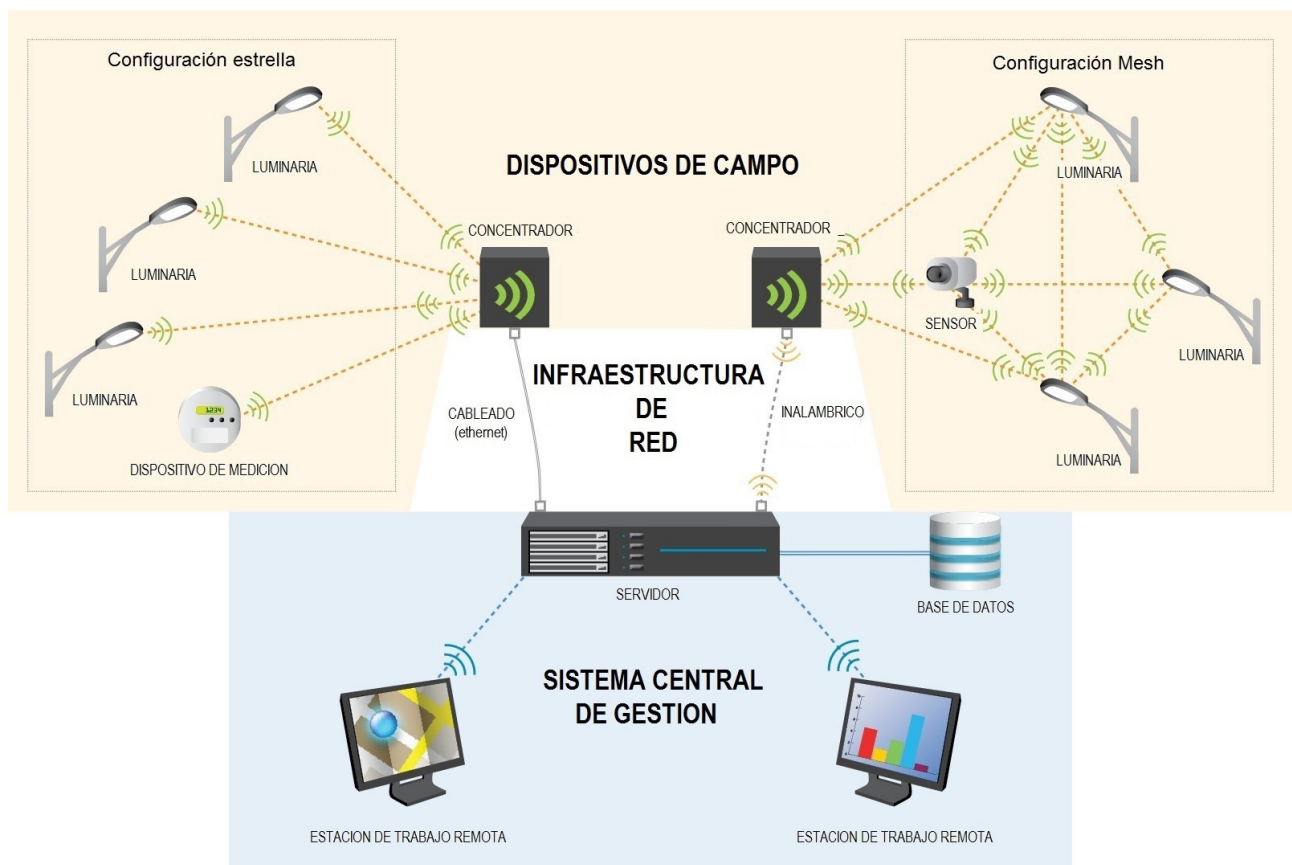 Configuración estrella
Configuración Mesh
LUMINARIA
DISPOSITIVOS DE CAMPO
LUMINARIA
CONCENTRADOR
CONCENTRADOR _
LUMINARIA
SENSOR
LUMINARIA
LUMINARIA
INFRAESTRUCTURA
DE
RED
CABLEADO
(ethernet)
INALAMBRICO
1234
DISPOSITIVO DE MEDICION
LUMINARIA
SERVIDOR
BASE DE DATOS
SISTEMA CENTRAL
DE GESTION
ESTACION DE TRABAJO REMOTA
ESTACION DE TRABAJO REMOTA